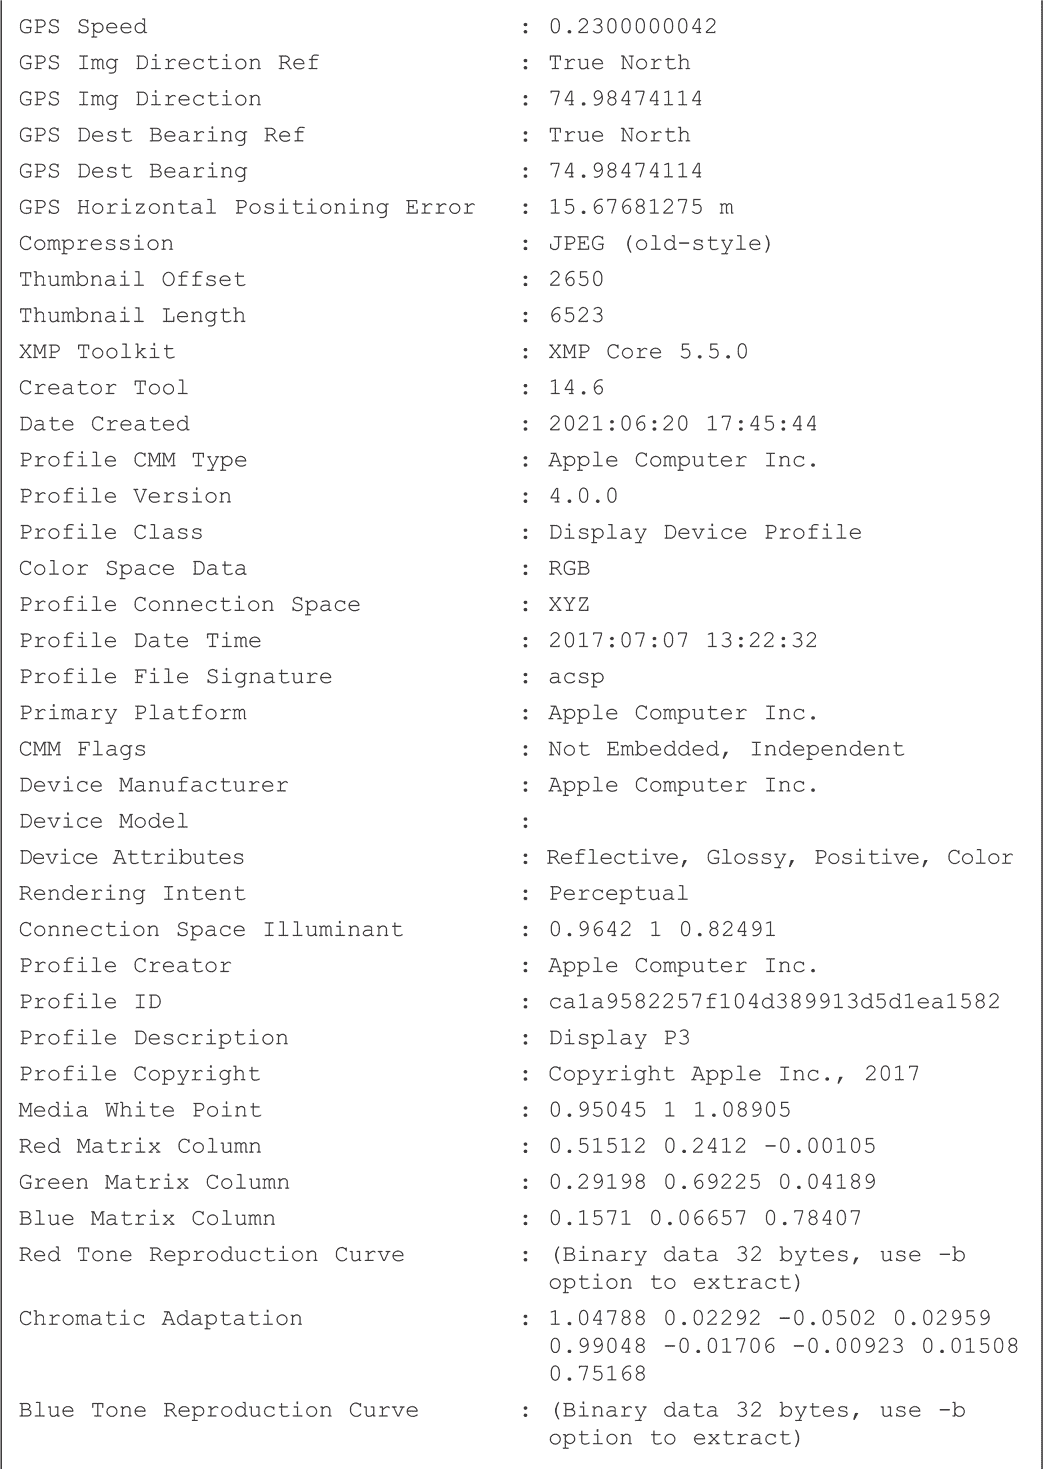 GPS Speed : 0.2300000042
GPS Img Direction Ref : True North
GPS Img Direction : 74.98474114
GPS Dest Bearing Ref : True North
GPS Dest Bearing : 74.98474114
GPS Horizontal Positioning Error : 15.67681275 m
Compression : JPEG (old-style)
Thumbnail Offset : 2650
Thumbnail Length : 6523
XMP Toolkit : XMP Core 5.5.0
Creator Tool : 14.6
Date Created : 2021:06:20 17:45:44
Profile CMM Type : Apple Computer Inc.
Profile Version : 4.0.0
Profile Class : Display Device Profile
Color Space Data : RGB
Profile Connection Space : XYZ
Profile Date Time : 2017:07:07 13:22:32
Profile File Signature : acsp
Primary Platform : Apple Computer Inc.
CMM Flags : Not Embedded, Independent
Device Manufacturer : Apple Computer Inc.
Device Model :
Device Attributes : Reflective, Glossy, Positive, Color
Rendering Intent : Perceptual
Connection Space Illuminant : 0.9642 1 0.82491
Profile Creator : Apple Computer Inc.
Profile ID : ca1a9582257f104d389913d5d1ea1582
Profile Description : Display P3
Profile Copyright : Copyright Apple Inc., 2017
Media White Point : 0.95045 1 1.08905
Red Matrix Column : 0.51512 0.2412 -0.00105
Green Matrix Column : 0.29198 0.69225 0.04189
Blue Matrix Column : 0.1571 0.06657 0.78407
Red Tone Reproduction Curve : (Binary data 32 bytes, use -b
option to extract)
Chromatic Adaptation : 1.04788 0.02292 -0.0502 0.02959
0.99048 -0.01706 -0.00923 0.01508
0.75168
Blue Tone Reproduction Curve : (Binary data 32 bytes, use -b
option to extract)